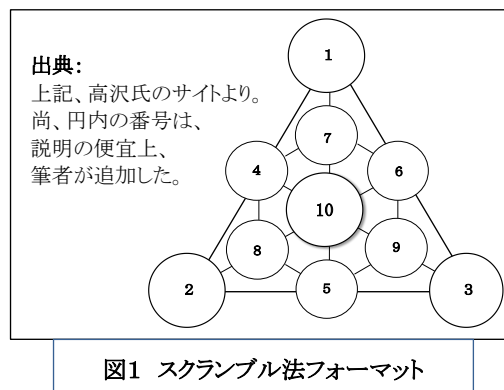 出典:
上記、高沢氏のサイトより。
尚、円内の番号は、
説明の便宜上、
筆者が追加した。
1
7
4
6
10
8
9
2
5
3
図1 スクランブル法フォーマット